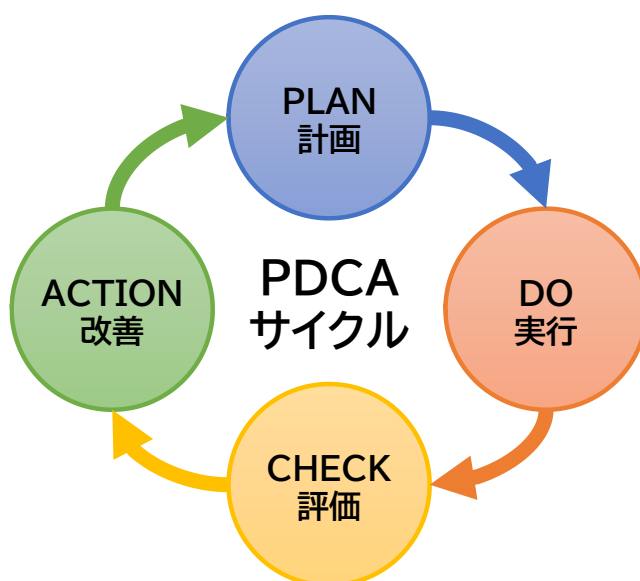 PLAN
計画
PDCA
サイクル
DO
実行
CHECK
評価
ACTION
改善